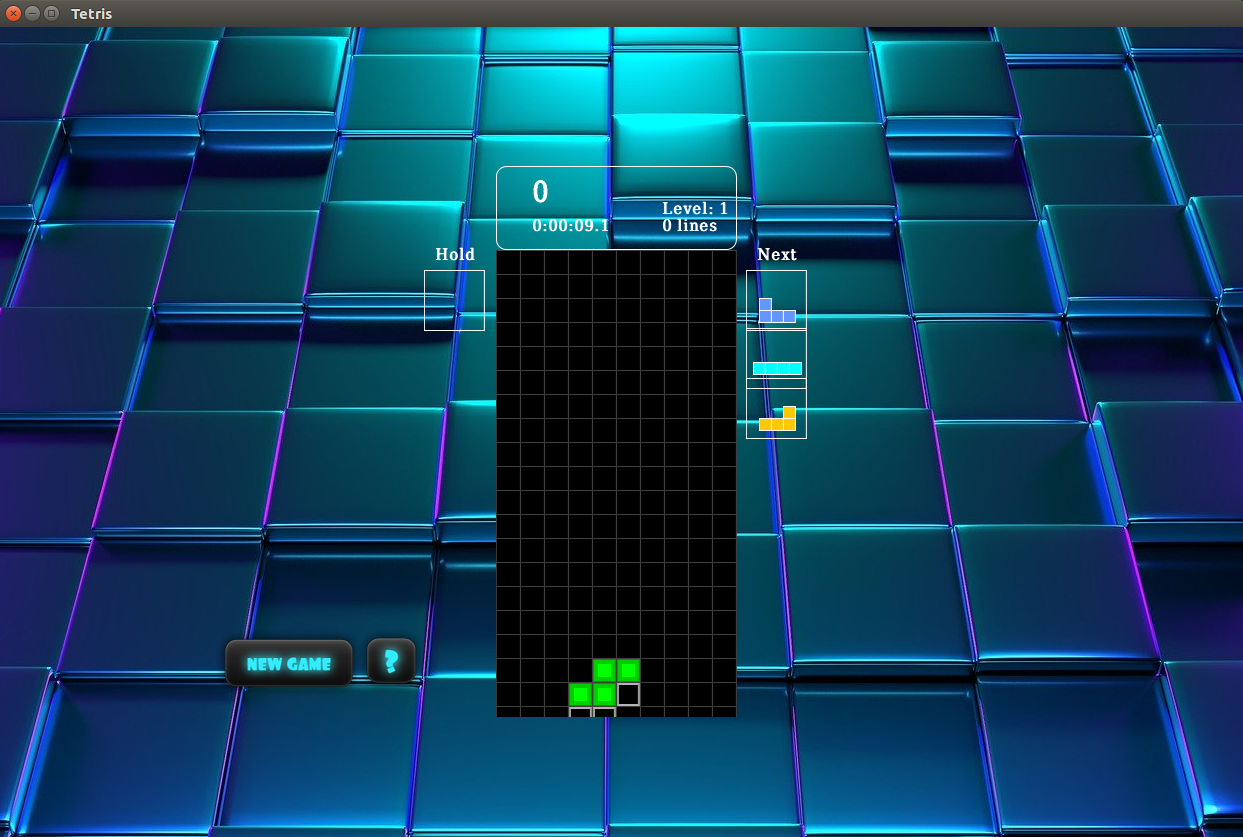 Tetris
0
Level: 1
0:00:09.1
0 lines
Hold
Next
NEW GAME
?